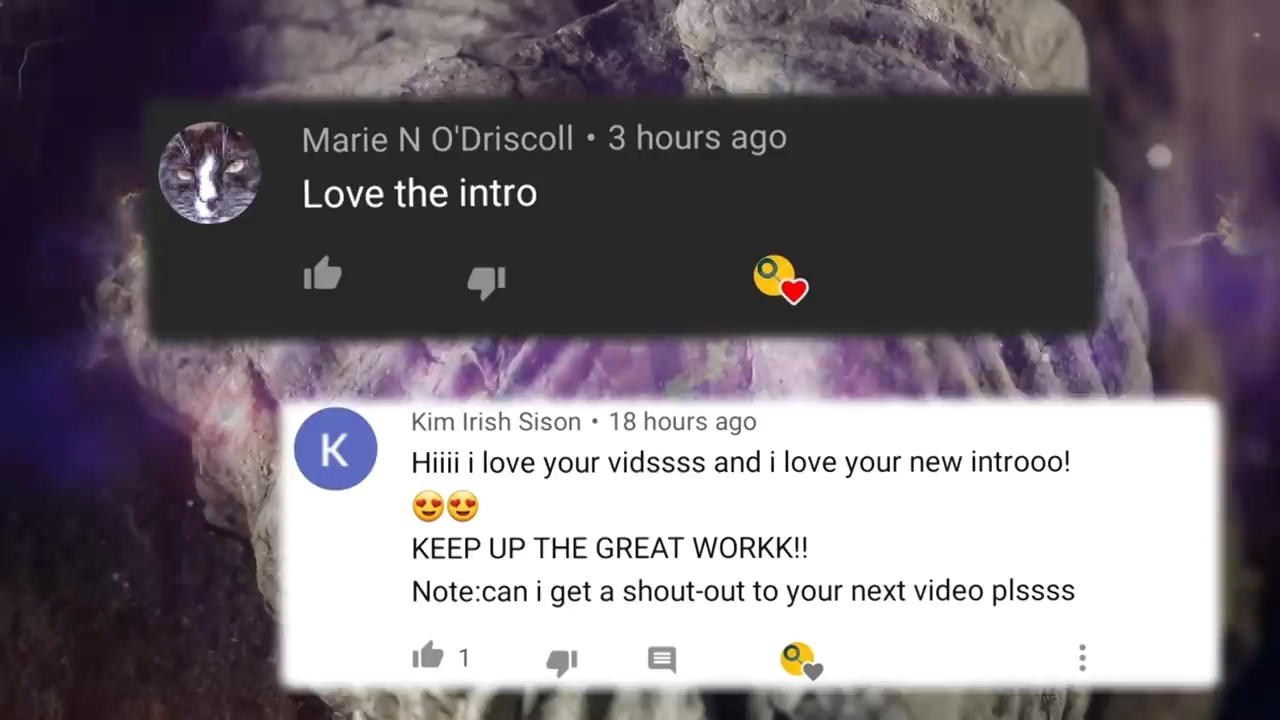 Marie N O'Driscoll • 3 hours ago
Love the intro
K
Kim Irish Sison • 18 hours ago
Hiiii i love your vidssss and i love your new introoo!
😍😍
KEEP UP THE GREAT WORKK!!
Note:can i get a shout-out to your next video plssss
1